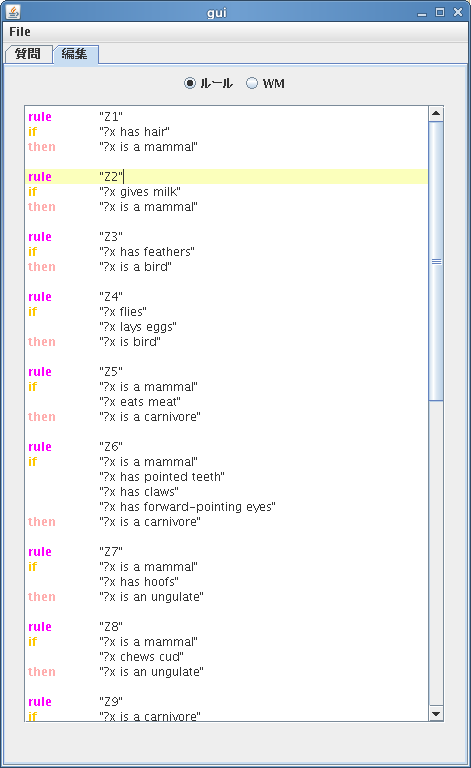 gui
File
質問 編集
ルール WM
rule "Z1"
if "?x has hair"
then "?x is a mammal"
rule "Z2"
if "?x gives milk"
then "?x is a mammal"
rule "Z3"
if "?x has feathers"
then "?x is a bird"
rule "Z4"
if "?x flies"
"?x lays eggs"
then "?x is bird"
rule "Z5"
if "?x is a mammal"
"?x eats meat"
then "?x is a carnivore"
rule "Z6"
if "?x is a mammal"
"?x has pointed teeth"
"?x has claws"
"?x has forward-pointing eyes"
then "?x is a carnivore"
rule "Z7"
if "?x is a mammal"
"?x has hoofs"
then "?x is an ungulate"
rule "Z8"
if "?x is a mammal"
"?x chews cud"
then "?x is an ungulate"
rule "Z9"
if "?x is a carnivore"